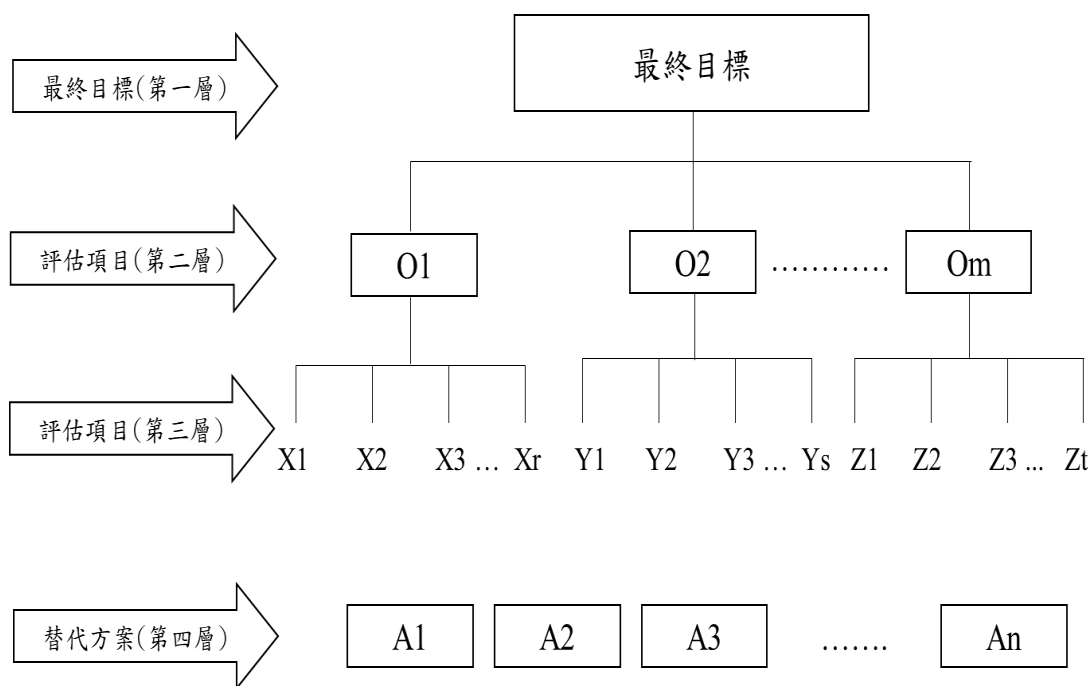 最終目標(第一層)
最終目標
評估項目(第二層)
O1
O2
…………
Om
評估項目(第三層)
X1 X2 X3 … Xr Y1 Y2 Y3 … Ys Z1 Z2 Z3 ... Zt
替代方案(第四層)
A1
A2
A3
…….
An